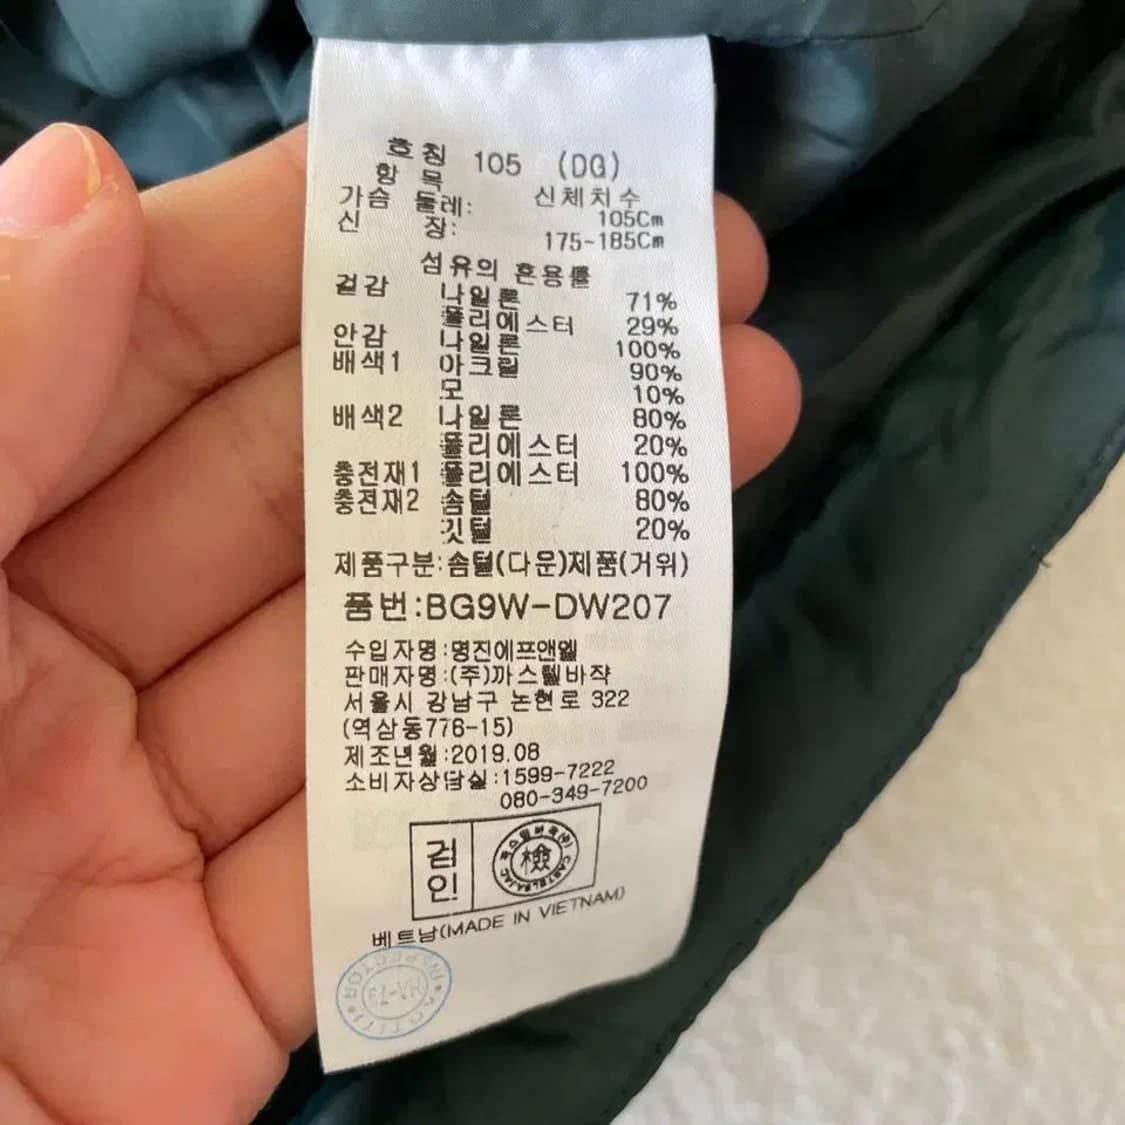 호칭 105 (DG)
항 목 신체치수
가슴 둘레: 105Cm
신 장: 175~185Cm
섬유의 혼용률
겉감 나일론 71%
폴리에스터 29%
안감 나일론 100%
배색1 아크릴 90%
모 10%
배색2 나일론 80%
폴리에스터 20%
충전재1 폴리에스터 100%
충전재2 솜털 80%
깃털 20%
제품구분:솜털(다운)제품(거위)
품번:BG9W-DW207
수입자명:명진에프앤엘
판매자명:(주)까스텔바작
서울시 강남구 논현로 322
(역삼동776-15)
제조년월:2019.08
소비자상담실:1599-7222
080-349-7200
검인
檢
CASTELBAJAC
베트남(MADE IN VIETNAM)
INSPECTOR